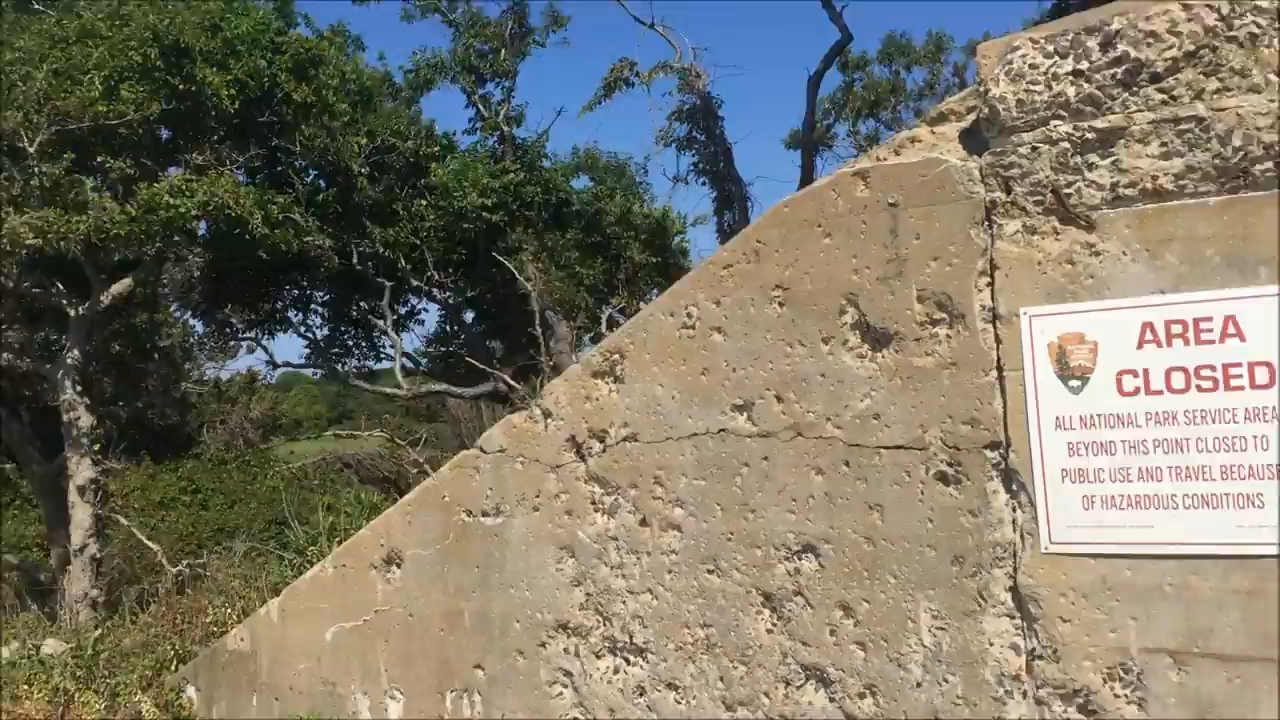 AREA
CLOSED
ALL NATIONAL PARK SERVICE AREA
BEYOND THIS POINT CLOSED TO
PUBLIC USE AND TRAVEL BECAUSE
OF HAZARDOUS CONDITIONS